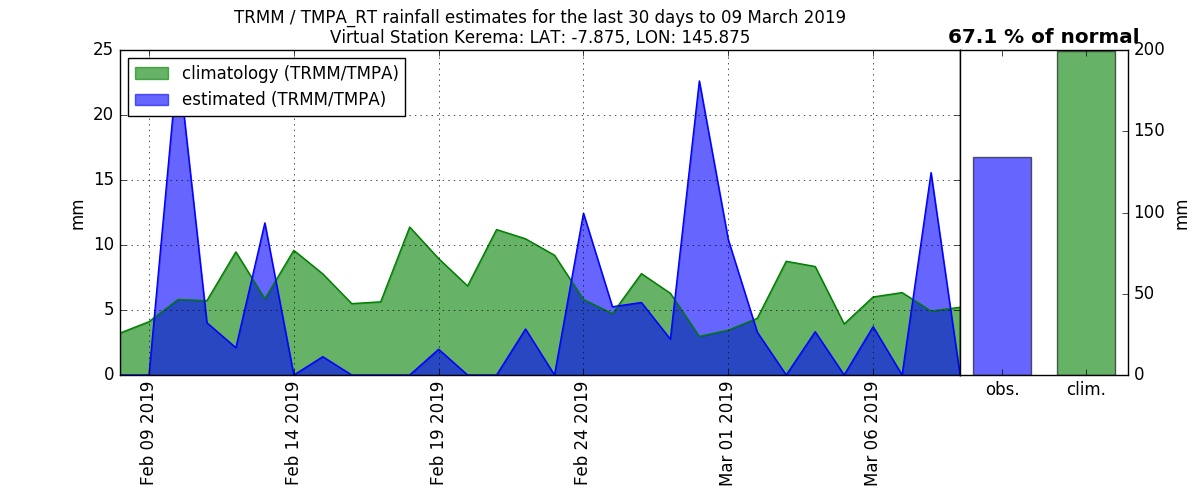 TRMM / TMPA_RT rainfall estimates for the last 30 days to 09 March 2019
Virtual Station Kerema: LAT: -7.875, LON: 145.875
67.1 % of normal
climatology (TRMM/TMPA)
estimated (TRMM/TMPA)
25
20
15
10
5
0
mm
Feb 09 2019
Feb 14 2019
Feb 19 2019
Feb 24 2019
Mar 01 2019
Mar 06 2019
200
150
100
50
0
mm
obs.
clim.